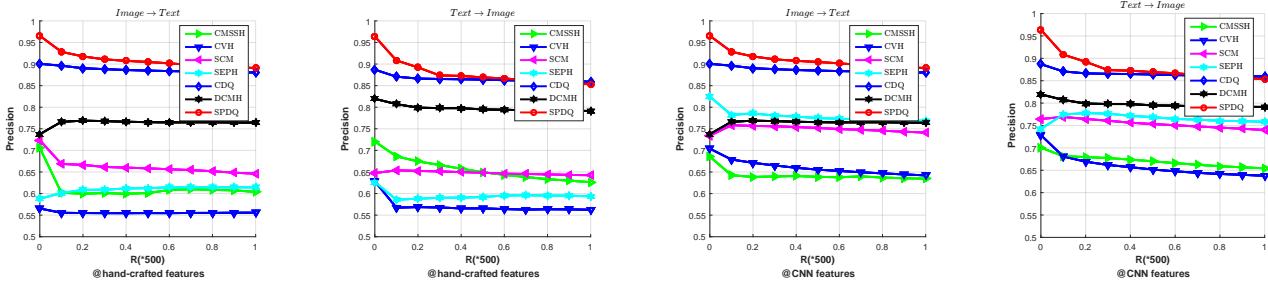 Image → Text
1
0.95
0.9
0.85
0.8
0.75
0.7
0.65
0.6
0.55
0.5
Precision
0
0.2
0.4
0.6
0.8
1
R(*500)
@hand-crafted features
CMSSH
CVH
SCM
SEPH
CDQ
DCMH
SPDQ
Text → Image
1
0.95
0.9
0.85
0.8
0.75
0.7
0.65
0.6
0.55
0.5
Precision
0
0.2
0.4
0.6
0.8
1
R(*500)
@hand-crafted features
CMSSH
CVH
SCM
SEPH
CDQ
DCMH
SPDQ
Image → Text
1
0.95
0.9
0.85
0.8
0.75
0.7
0.65
0.6
0.55
0.5
Precision
0
0.2
0.4
0.6
0.8
1
R(*500)
@CNN features
CMSSH
CVH
SCM
SEPH
CDQ
DCMH
SPDQ
Text → Image
1
0.95
0.9
0.85
0.8
0.75
0.7
0.65
0.6
0.55
0.5
Precision
0
0.2
0.4
0.6
0.8
1
R(*500)
@CNN features
CMSSH
CVH
SCM
SEPH
CDQ
DCMH
SPDQ